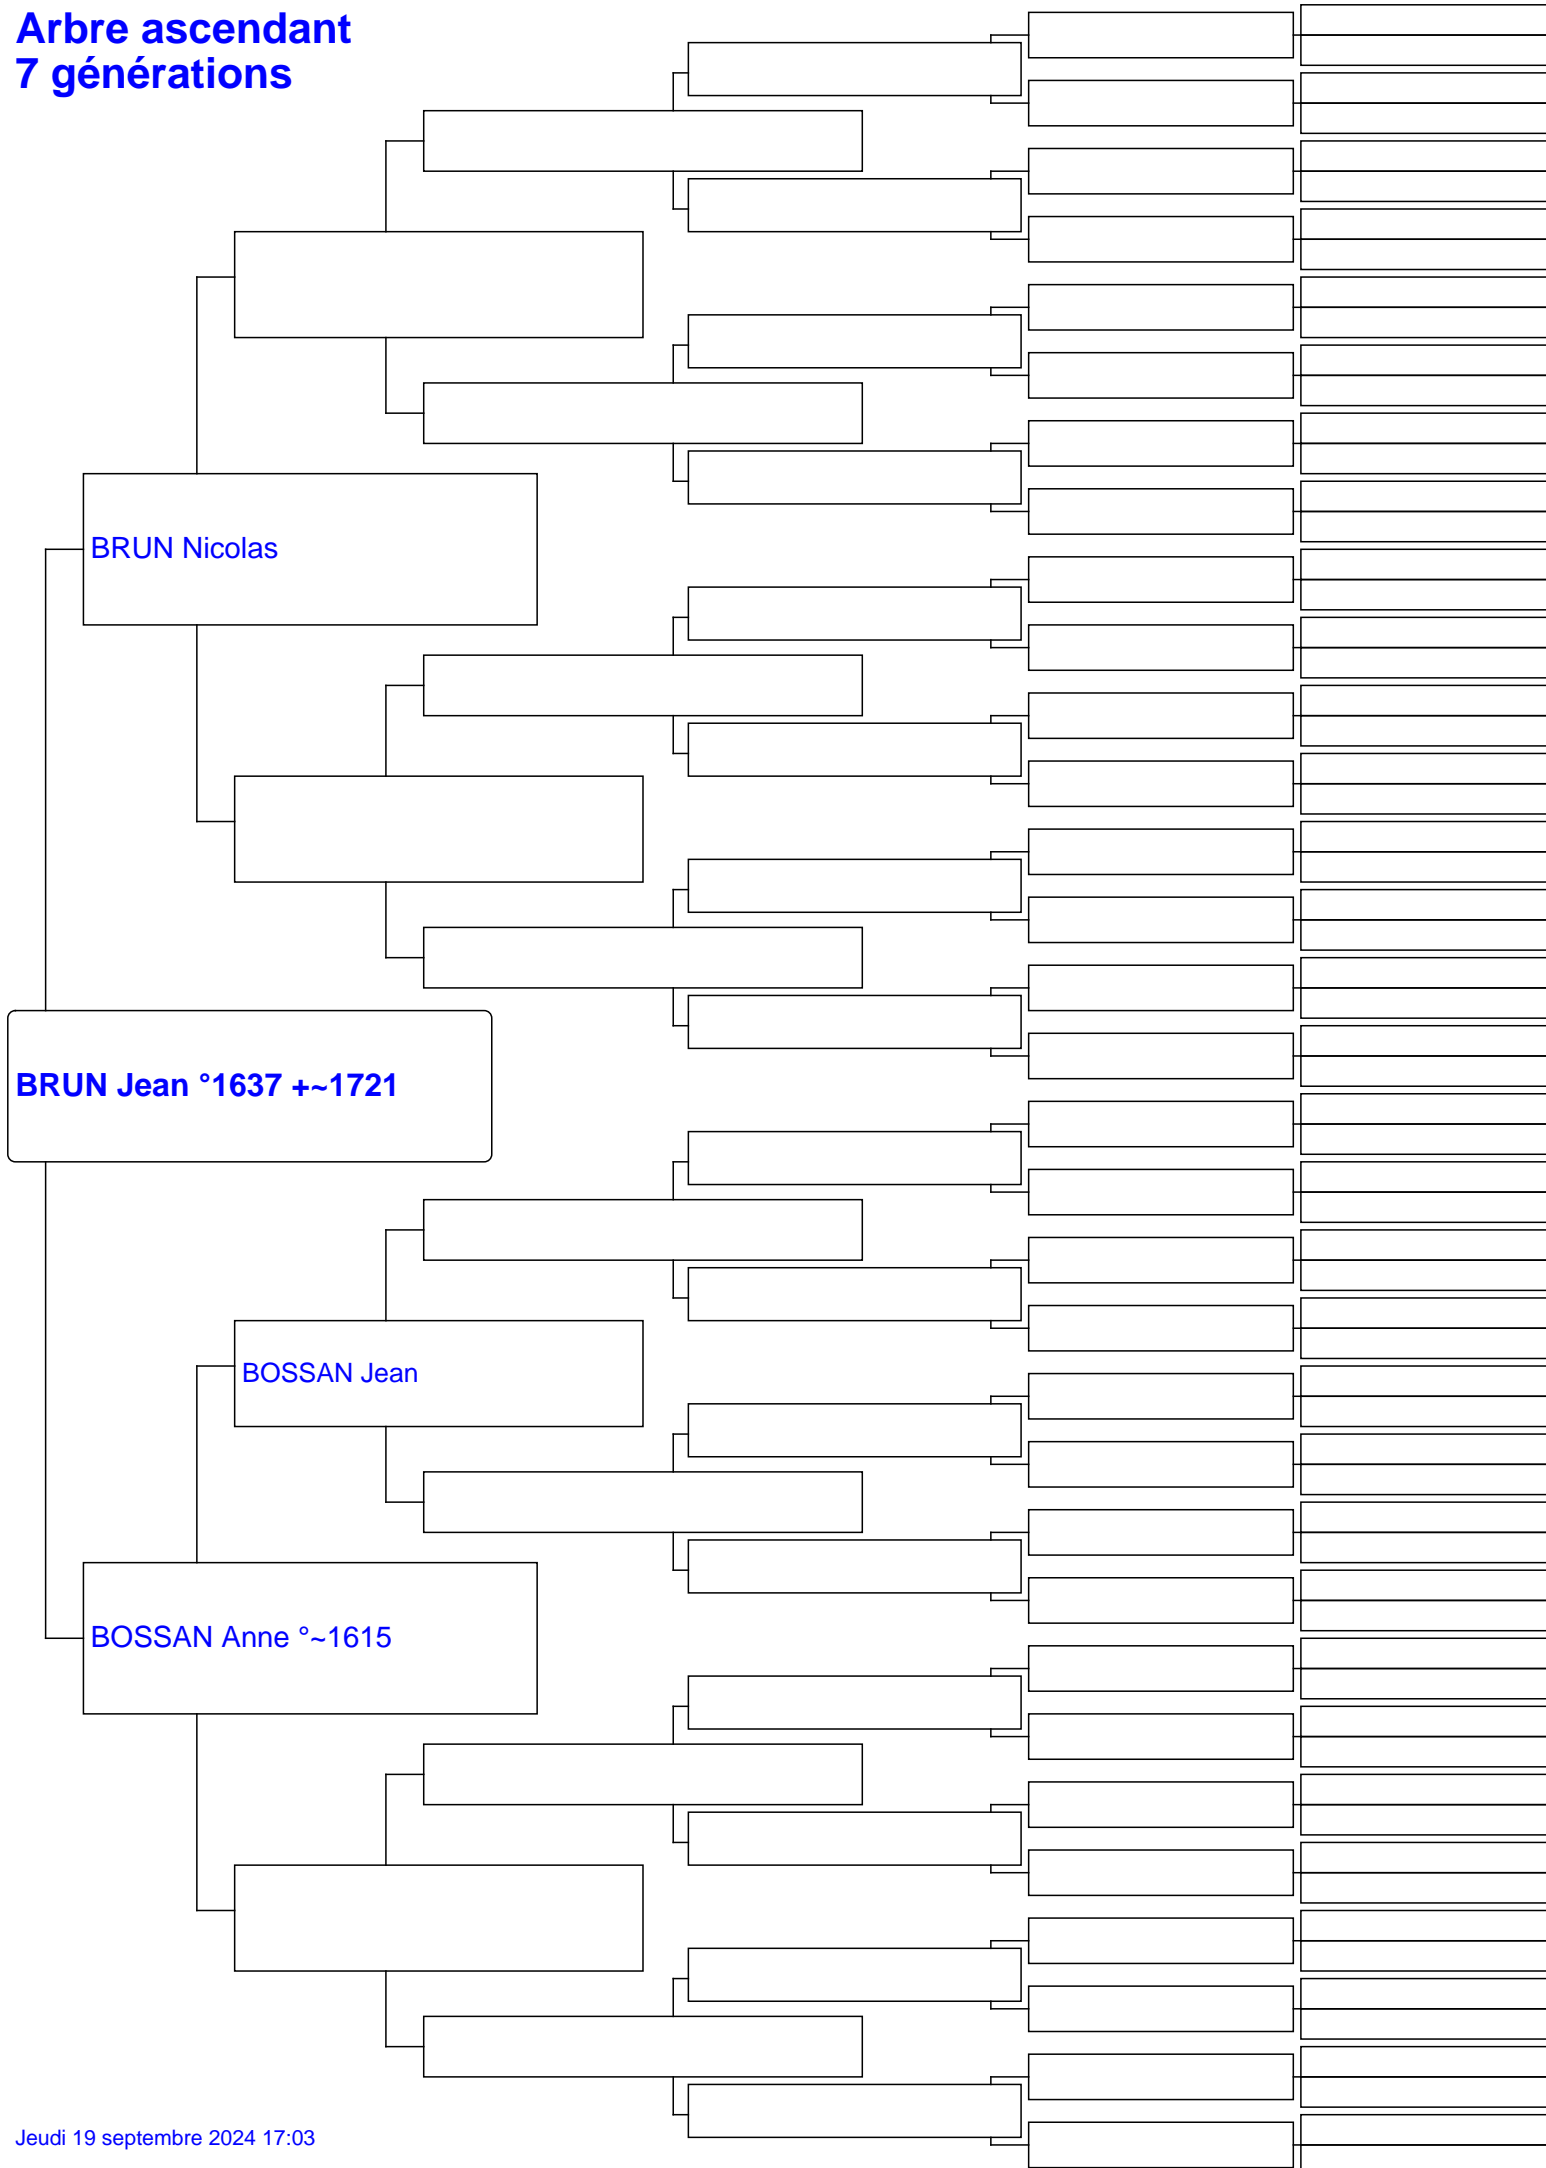 Arbre ascendant
7 générations
BRUN Nicolas
BRUN Jean °1637 +~1721
BOSSAN Jean
BOSSAN Anne °~1615
Jeudi 19 septembre 2024 17:03